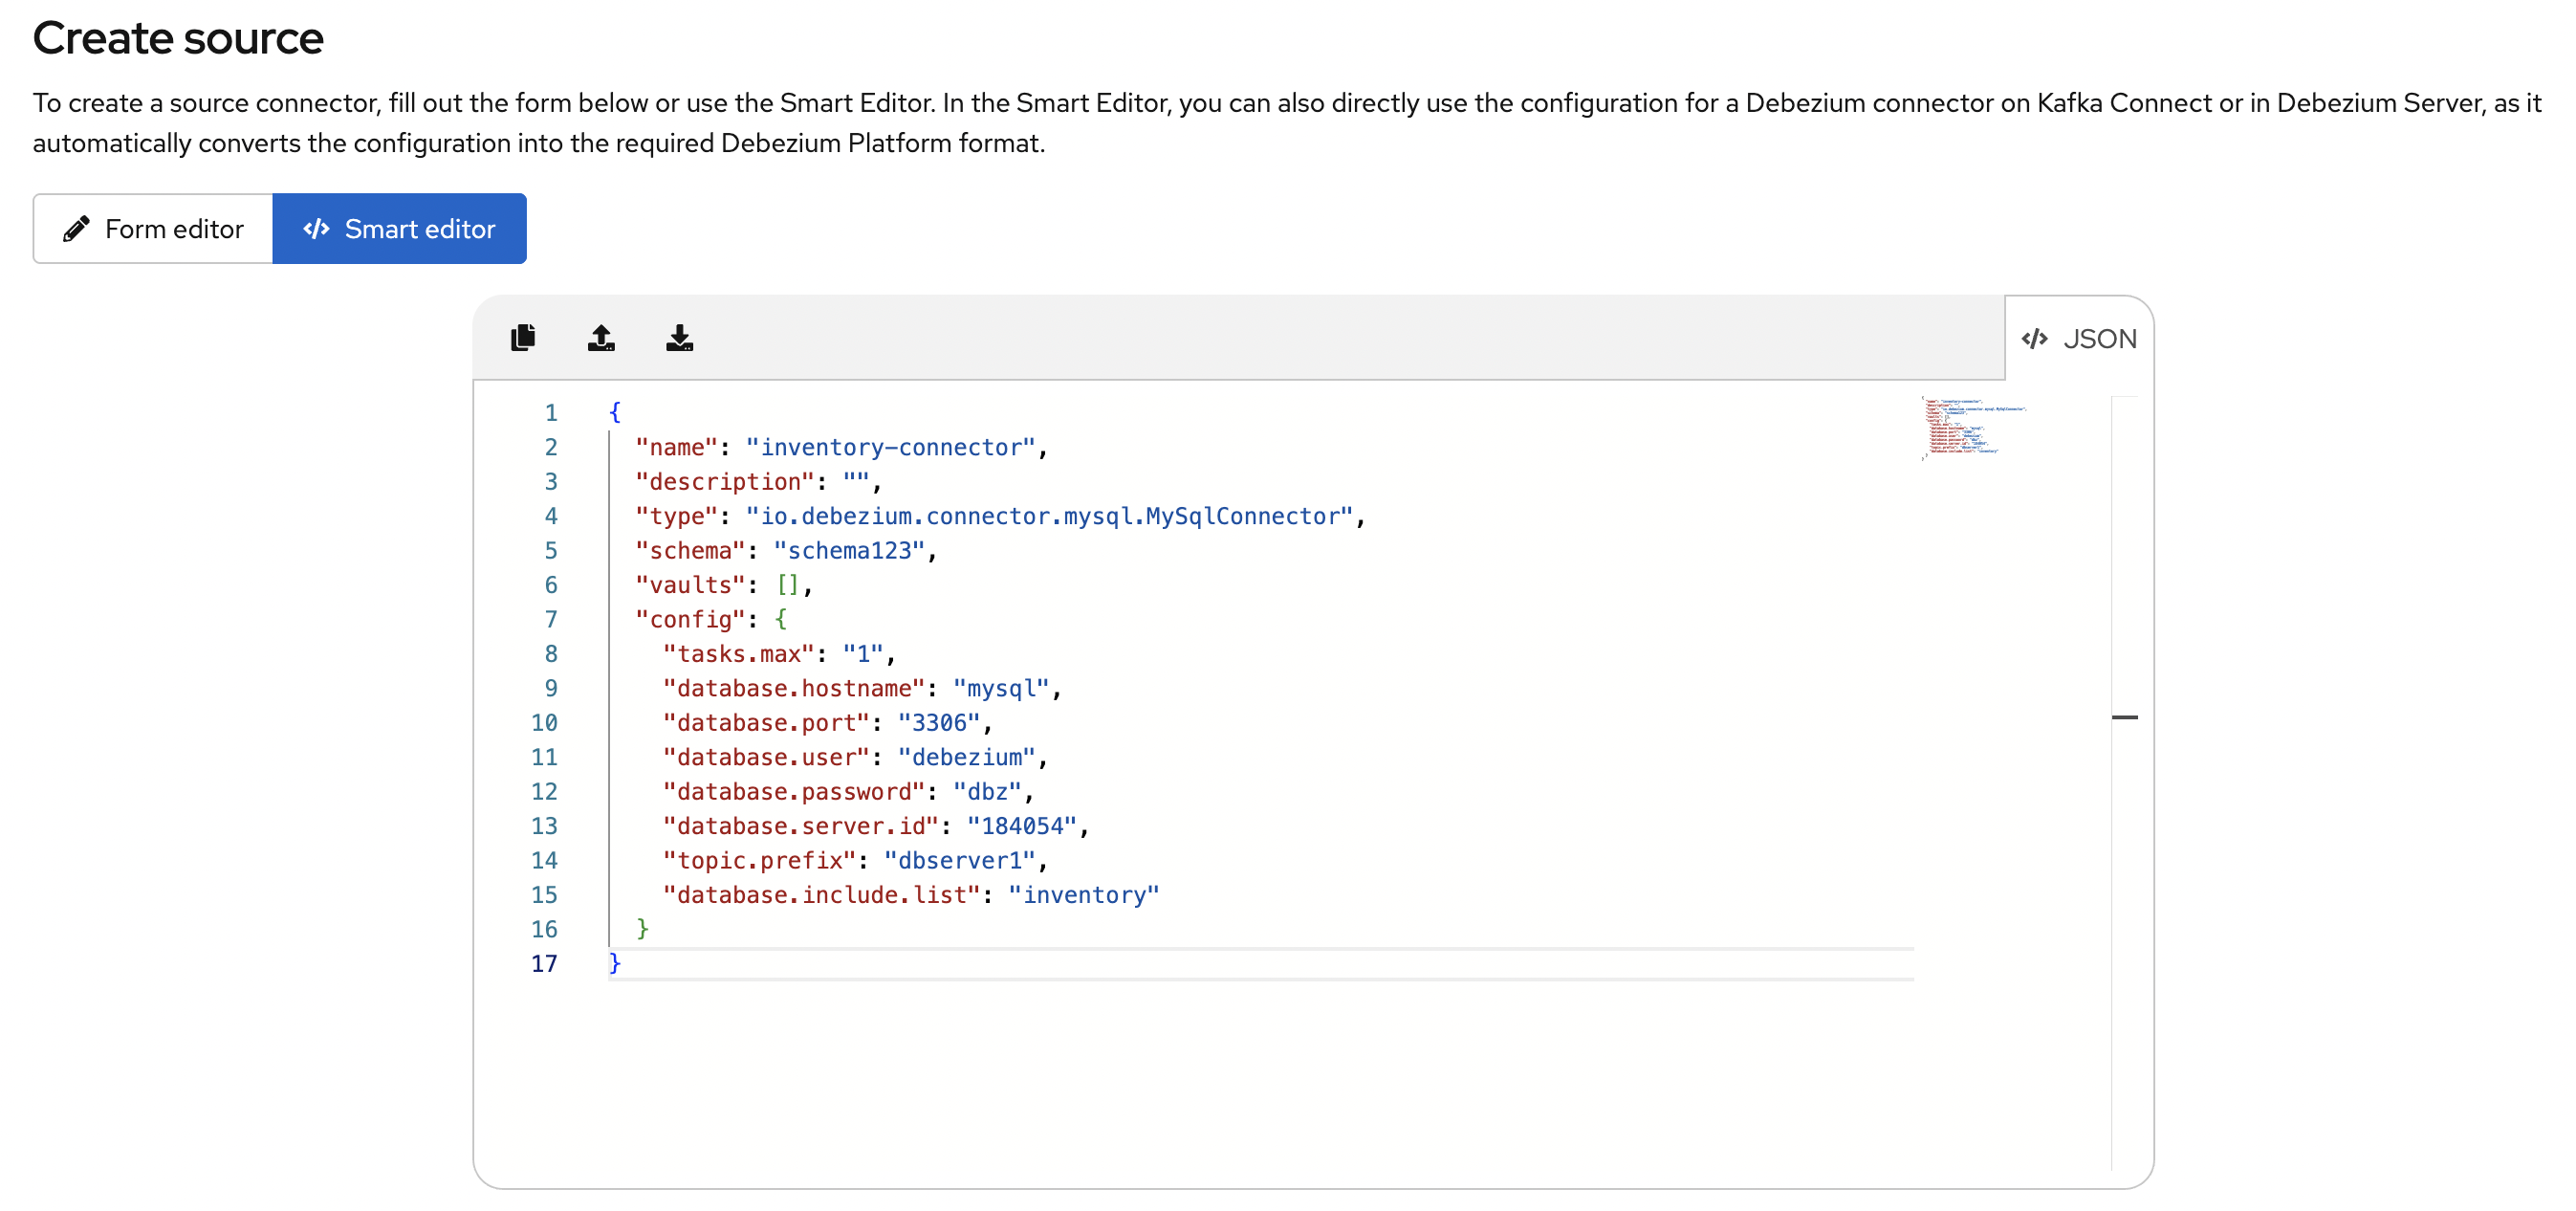 Create source
To create a source connector, fill out the form below or use the Smart Editor. In the Smart Editor, you can also directly use the configuration for a Debezium connector on Kafka Connect or in Debezium Server, as it
automatically converts the configuration into the required Debezium Platform format.
Form editor
Smart editor
JSON
1 {
2 "name": "inventory-connector",
3 "description": "",
4 "type": "io.debezium.connector.mysql.MySqlConnector",
5 "schema": "schema123",
6 "vaults": [],
7 "config": {
8 "tasks.max": "1",
9 "database.hostname": "mysql",
10 "database.port": "3306",
11 "database.user": "debezium",
12 "database.password": "dbz",
13 "database.server.id": "184054",
14 "topic.prefix": "dbserver1",
15 "database.include.list": "inventory"
16 }
17 }